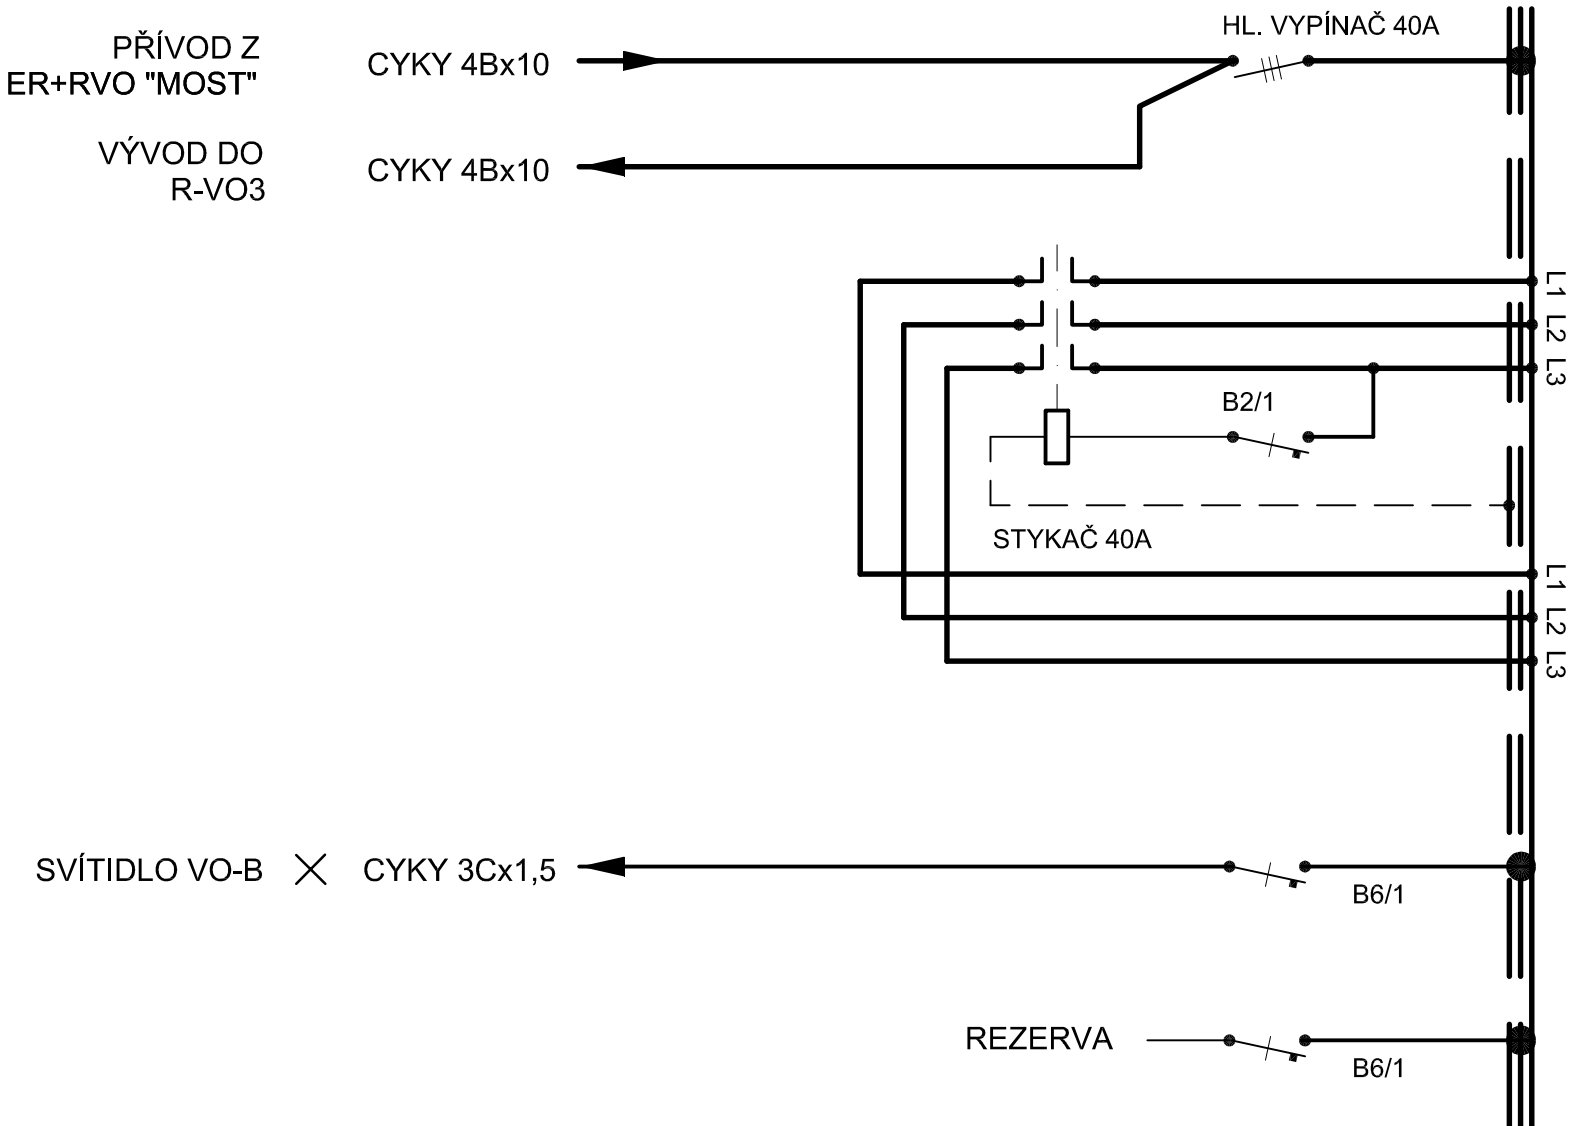 HL. VYPÍNAČ 40A
PŘÍVOD Z
ER+RVO "MOST"
CYKY 4Bx10
VÝVOD DO
R-VO3
CYKY 4Bx10
L1
L2
L3
B2/1
STYKAČ 40A
L1
L2
L3
SVÍTIDLO VO-B
CYKY 3Cx1,5
B6/1
REZERVA
B6/1